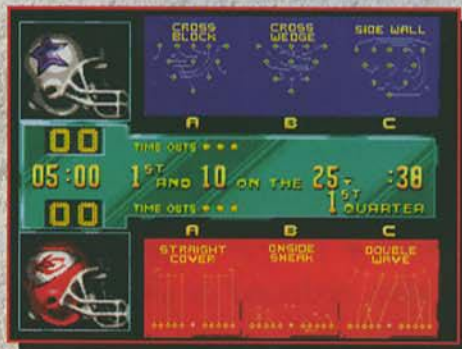 CROSS BLOCK
CROSS WEDGE
SIDE WALL
A B C
00
TIME OUTS
05:00 1ST AND 10 ON THE 25- :38
1ST QUARTER
00
TIME OUTS
A B C
STRAIGHT COVER
ONSIDE SNEAK
DOUBLE WAVE